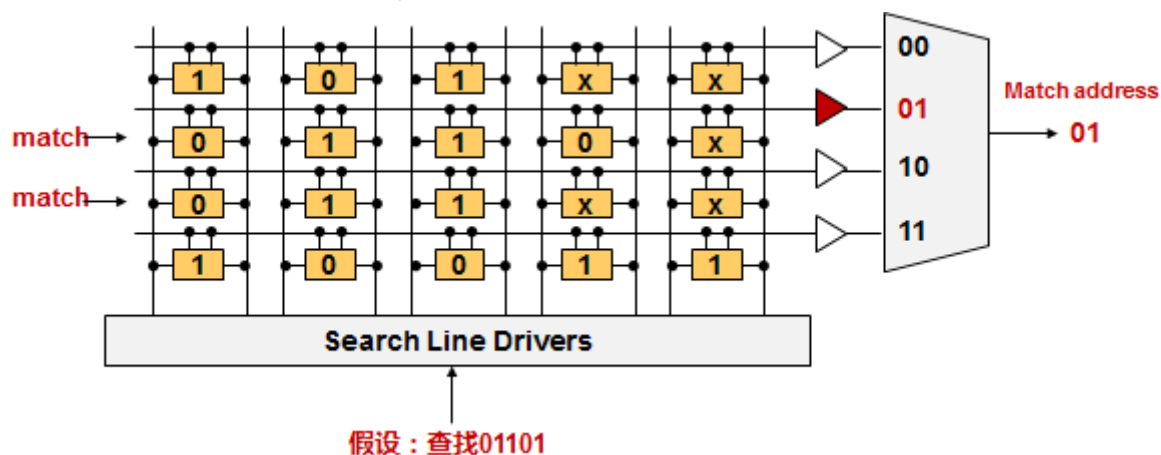 00
1 0 1 x x
Match address
01
match 0 1 1 0 x
01
10
match 0 1 1 x x
11
1 0 0 1 1
Search Line Drivers
假设：查找01101